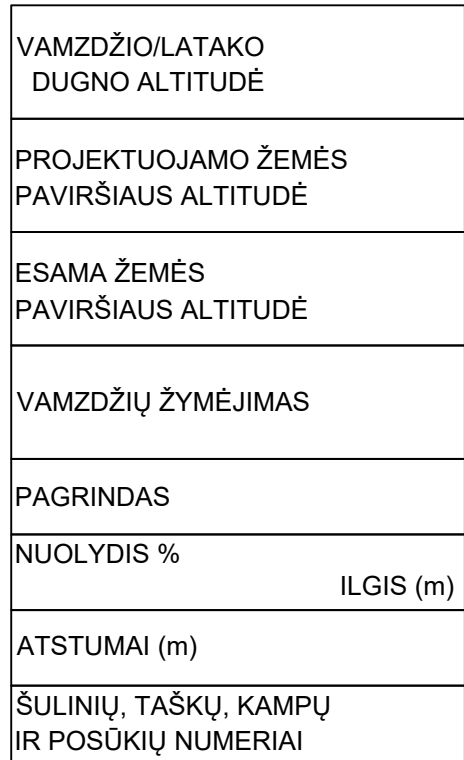 VAMZDŽIO/LATAKO
DUGNO ALTITUDĖ
PROJEKTUOJAMO ŽEMĖS
PAVIRŠIAUS ALTITUDĖ
ESAMA ŽEMĖS
PAVIRŠIAUS ALTITUDĖ
VAMZDŽIŲ ŽYMĖJIMAS
PAGRINDAS
NUOLYDIS %
ILGIS (m)
ATSTUMAI (m)
ŠULINIŲ, TAŠKŲ, KAMPŲ
IR POSŪKIŲ NUMERIAI